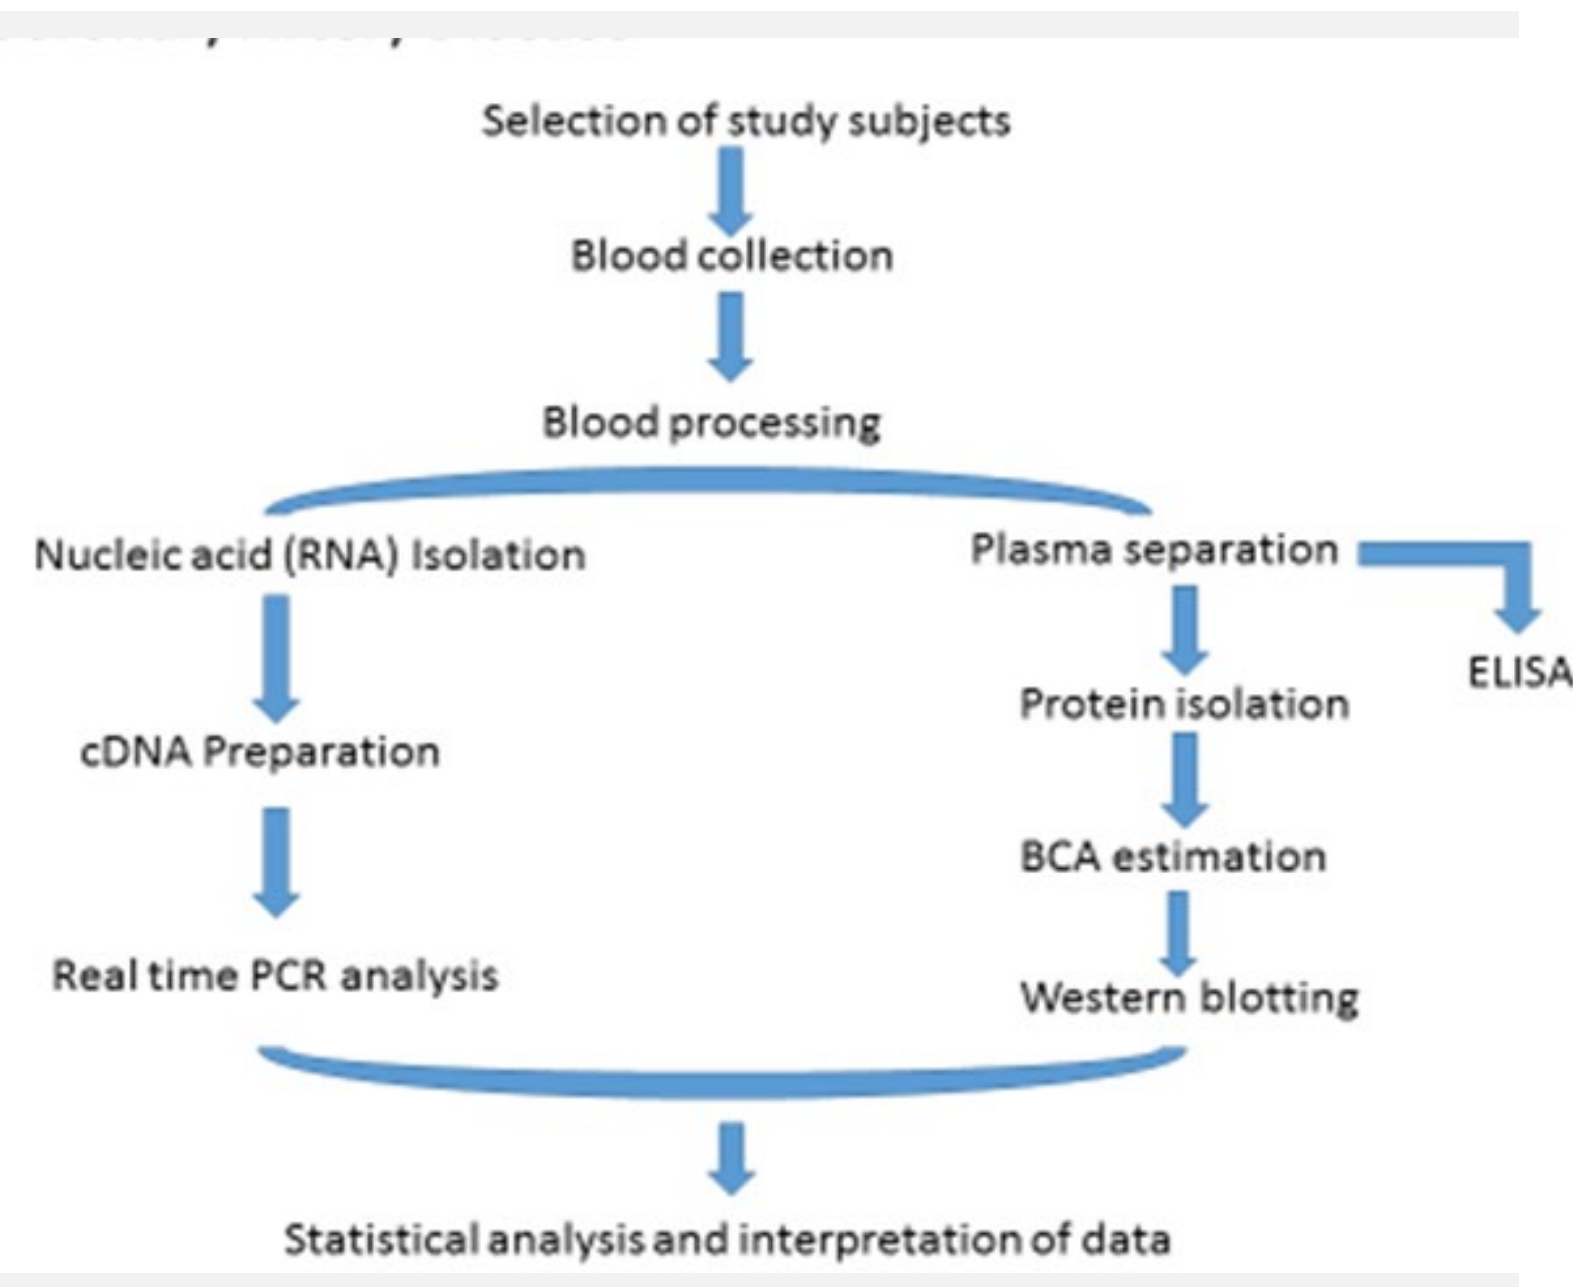 Selection of study subjects
Blood collection
Blood processing
Nucleic acid (RNA) Isolation
Plasma separation
ELISA
cDNA Preparation
Protein isolation
BCA estimation
Real time PCR analysis
Western blotting
Statistical analysis and interpretation of data